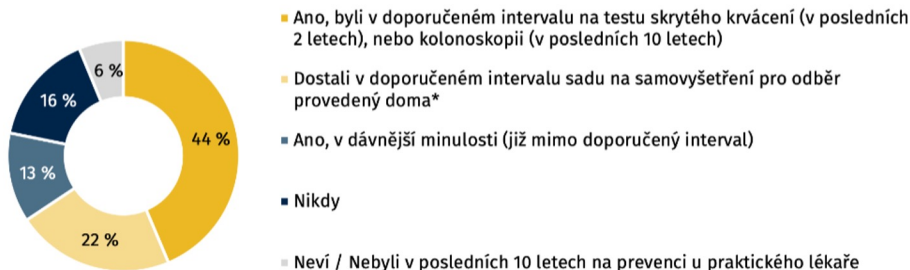 Ano, byli v doporučeném intervalu na testu skrytého krvácení (v posledních
2 letech), nebo kolonoskopii (v posledních 10 letech)
Dostali v doporučeném intervalu sadu na samovyšetření pro odběr
provedený doma*
Ano, v dávnější minulosti (již mimo doporučený interval)
Nikdy
Neví / Nebyli v posledních 10 letech na prevenci u praktického lékaře
6 %
16 %
44 %
13 %
22 %